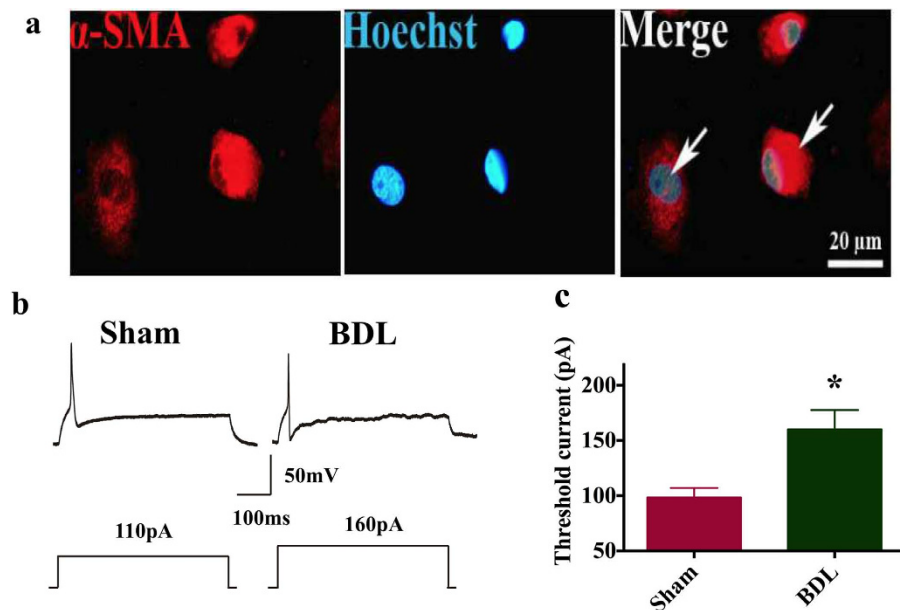 a
α-SMA
Hoechst
Merge
20 μm
b
Sham
BDL
50mV
100ms
110pA
160pA
c
Threshold current (pA)
200
150
100
50
*
Sham
BDL